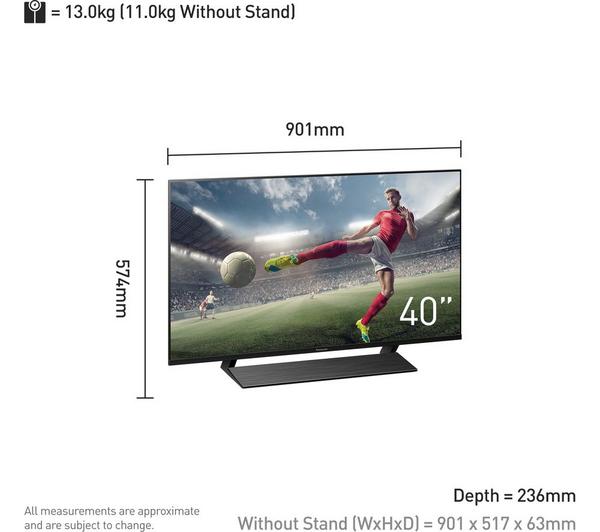 = 13.0kg (11.0kg Without Stand)
901mm
574mm
40”
Depth = 236mm
All measurements are approximate
and are subject to change.
Without Stand (WxHxD) = 901 x 517 x 63mm